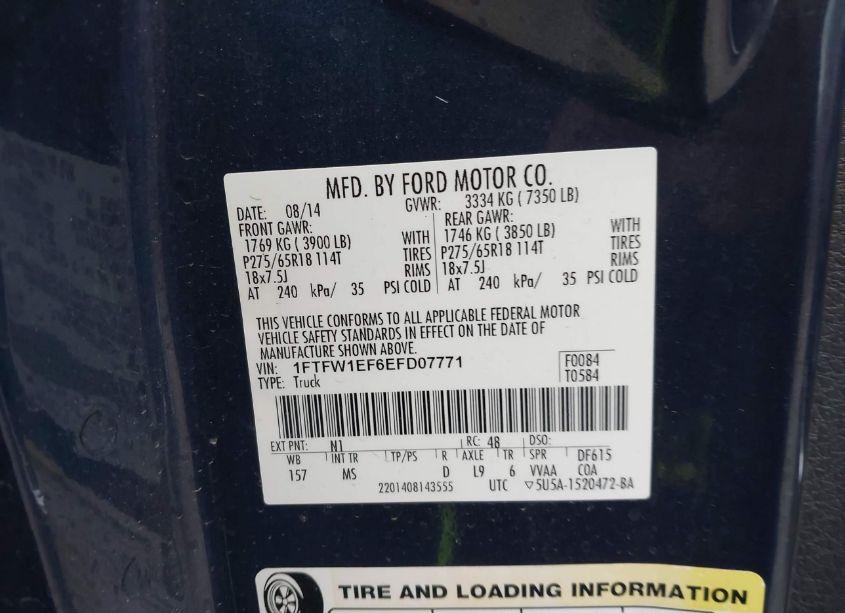 MFD. BY FORD MOTOR CO.
DATE: 08/14 GVWR: 3334 KG ( 7350 LB)
FRONT GAWR: REAR GAWR:
1769 KG ( 3900 LB) WITH 1746 KG ( 3850 LB) WITH
P275/65R18 114T TIRES P275/65R18 114T TIRES
18x7.5J RIMS 18x7.5J RIMS
AT 240 kPa/ 35 PSI COLD AT 240 kPa/ 35 PSI COLD
THIS VEHICLE CONFORMS TO ALL APPLICABLE FEDERAL MOTOR
VEHICLE SAFETY STANDARDS IN EFFECT ON THE DATE OF
MANUFACTURE SHOWN ABOVE.
VIN: 1FTFW1EF6EFD07771 F0084
TYPE: Truck T0584
EXT PNT: N1 RC: 48 DSO:
WB INT TR TP/PS R AXLE TR SPR DF615
157 MS D L9 6 VVAA COA
2201408143555 UTC ▽5U5A-1520472-BA
TIRE AND LOADING INFORMATION